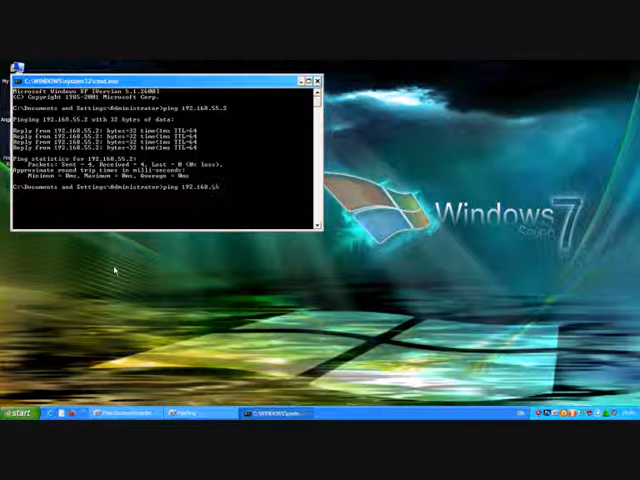 C:\WINDOWS\system32\cmd.exe
Microsoft Windows XP [Version 5.1.2600]
(C) Copyright 1985-2001 Microsoft Corp.
C:\Documents and Settings\Administrator>ping 192.168.55.2
Pinging 192.168.55.2 with 32 bytes of data:
Reply from 192.168.55.2: bytes=32 time<1ms TTL=64
Reply from 192.168.55.2: bytes=32 time<1ms TTL=64
Reply from 192.168.55.2: bytes=32 time<1ms TTL=64
Reply from 192.168.55.2: bytes=32 time<1ms TTL=64
Ping statistics for 192.168.55.2:
Packets: Sent = 4, Received = 4, Lost = 0 (0% loss),
Approximate round trip times in milli-seconds:
Minimum = 0ms, Maximum = 0ms, Average = 0ms
C:\Documents and Settings\Administrator>ping 192.168.55
Windows 7
Seven
start